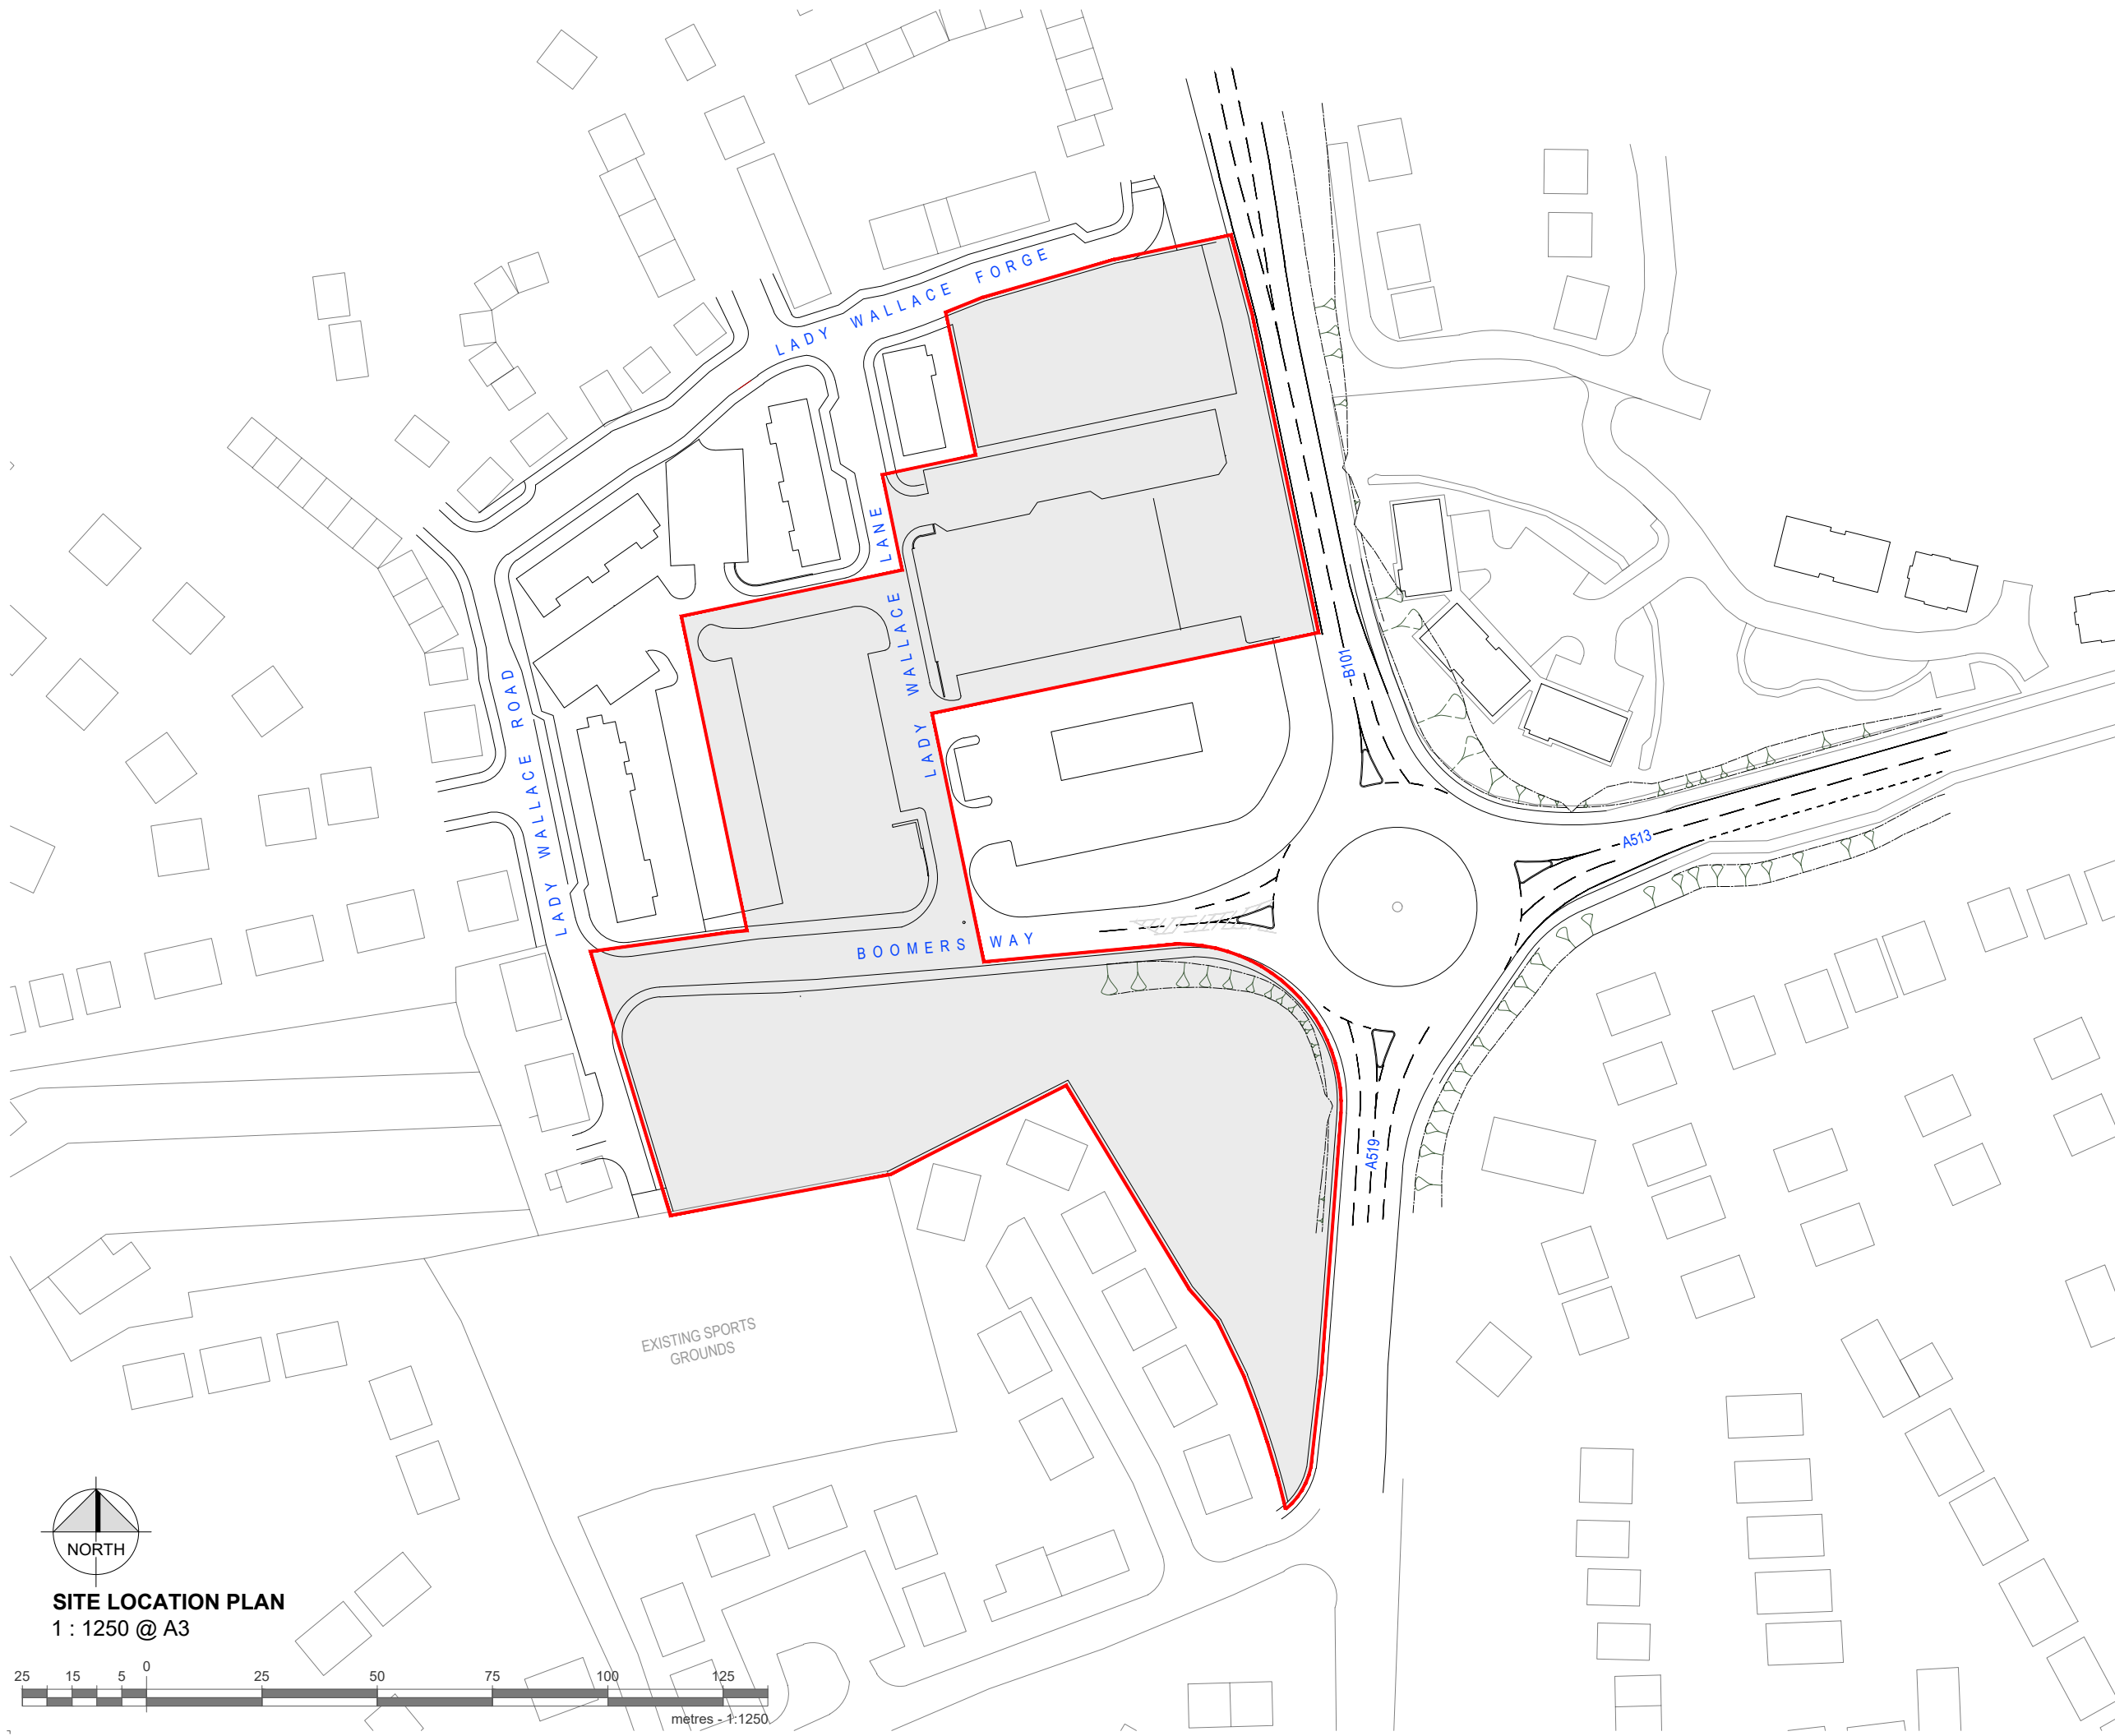 LADY WALLACE FORGE
LADY WALLACE LANE
LADY WALLACE ROAD
B101
A513
BOOMERS WAY
A519
EXISTING SPORTS
GROUNDS
NORTH
SITE LOCATION PLAN
1 : 1250 @ A3
25 15 5 0 25 50 75 100 125
metres - 1:1250